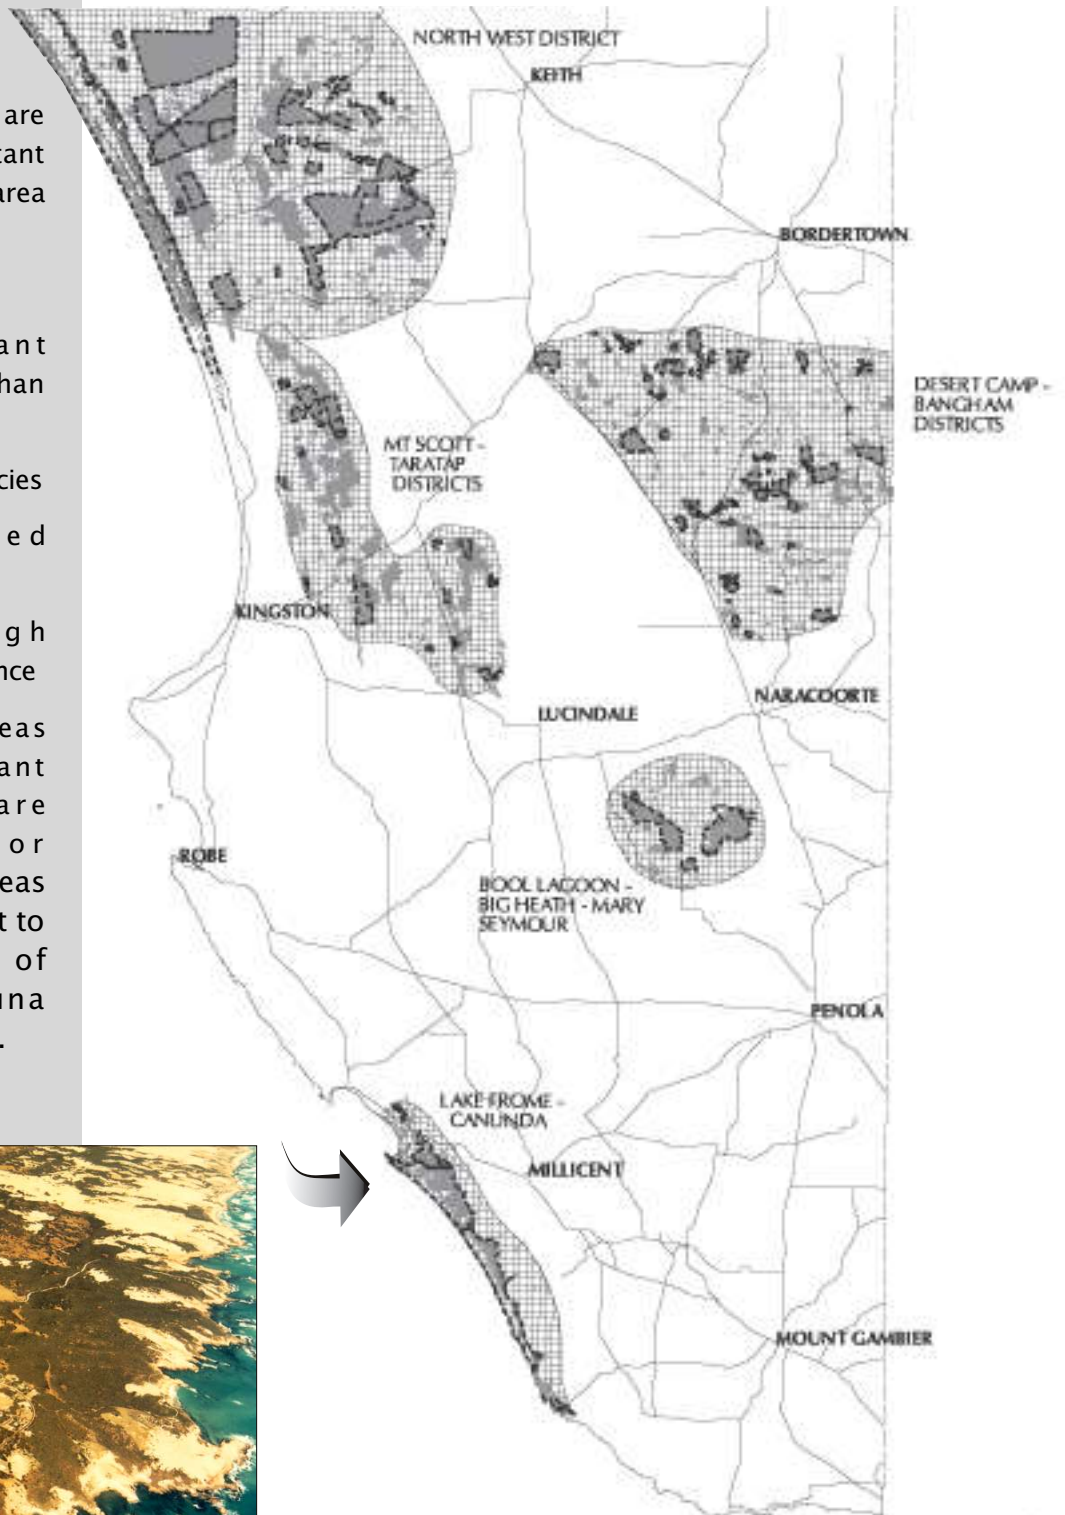 are
area
ant
han
cies
ed
gh
nce
eas
ant
are
or
eas
t to
of
una
.
NORTH WEST DISTRICT
KEITH
BORDERTOWN
DESERT CAMP -
BANGHAM
DISTRICTS
MT SCOTT -
TARATAP
DISTRICTS
KINGSTON
NARACOORTE
LUCINDALE
ROBE
BOOL LAGOON -
BIG HEATH - MARY
SEYMOUR
PENOLA
LAKE FROME -
CANUNDA
MILLICENT
MOUNT GAMBIER